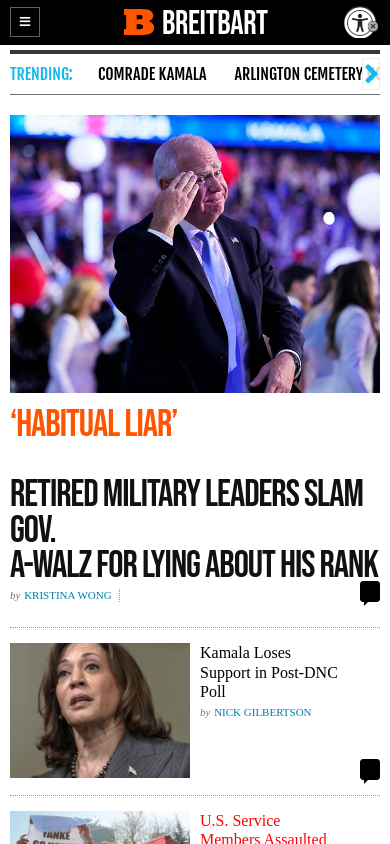 BREITBART
TRENDING:
COMRADE KAMALA
ARLINGTON CEMETERY
‘HABITUAL LIAR’
RETIRED MILITARY LEADERS SLAM
GOV.
A-WALZ FOR LYING ABOUT HIS RANK
by KRISTINA WONG
Kamala Loses
Support in Post-DNC
Poll
by NICK GILBERTSON
U.S. Service
Members Assaulted